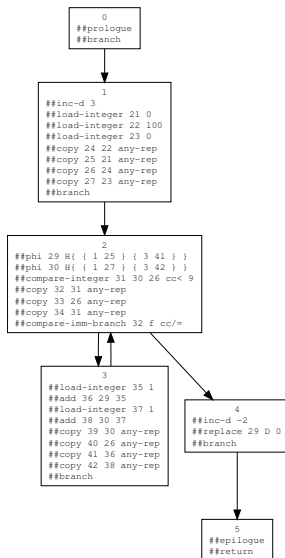 0
##prologue
##branch
1
##inc-d 3
##load-integer 21 0
##load-integer 22 100
##load-integer 23 0
##copy 24 22 any-rep
##copy 25 21 any-rep
##copy 26 24 any-rep
##copy 27 23 any-rep
##branch
2
##phi 29 H{ { 1 25 } { 3 41 } }
##phi 30 H{ { 1 27 } { 3 42 } }
##compare-integer 31 30 26 cc< 9
##copy 32 31 any-rep
##copy 33 26 any-rep
##copy 34 31 any-rep
##compare-imm-branch 32 f cc/=
3
##load-integer 35 1
##add 36 29 35
##load-integer 37 1
##add 38 30 37
##copy 39 30 any-rep
##copy 40 26 any-rep
##copy 41 36 any-rep
##copy 42 38 any-rep
##branch
4
##inc-d -2
##replace 29 D 0
##branch
5
##epilogue
##return